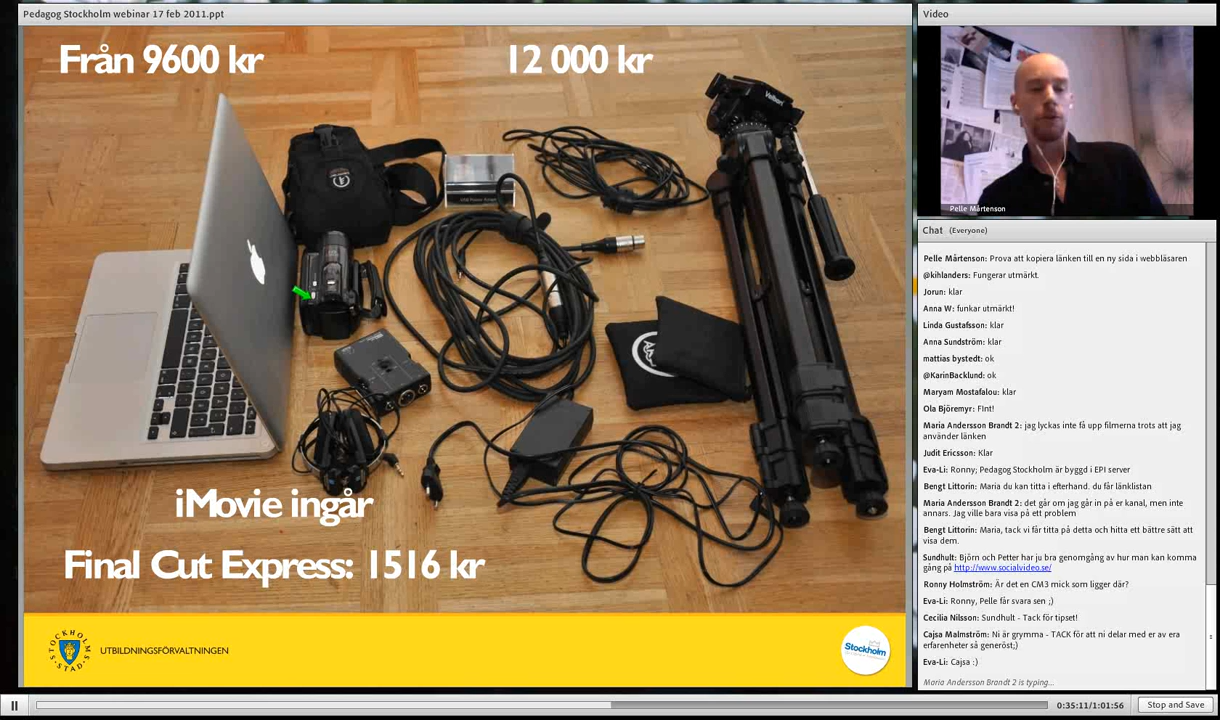 Pedagog Stockholm webinar 17 feb 2011.ppt
Från 9600 kr
12 000 kr
Velbon
iMovie ingår
Final Cut Express: 1516 kr
STOCKHOLMS STAD
UTBILDNINGSFÖRVALTNINGEN
Stockholm
Video
Pelle Mårtenson
Chat (Everyone)
Pelle Mårtenson: Prova att kopiera länken till en ny sida i webbläsaren
@kihlanders: Fungerar utmärkt.
Jorun: klar
Anna W: funkar utmärkt!
Linda Gustafsson: klar
Anna Sundström: klar
mattias bystedt: ok
@KarinBacklund: ok
Maryam Mostafalou: klar
Ola Björemyr: FInt!
Maria Andersson Brandt 2: jag lyckas inte få upp filmerna trots att jag
använder länken
Judit Ericsson: Klar
Eva-Li: Ronny; Pedagog Stockholm är byggd i EPI server
Bengt Littorin: Maria du kan titta i efterhand. du får länklistan
Maria Andersson Brandt 2: det går om jag går in på er kanal, men inte
annars. Jag ville bara visa på ett problem
Bengt Littorin: Maria, tack vi får titta på detta och hitta ett bättre sätt att
visa dem.
Sundhult: Björn och Petter har ju bra genomgång av hur man kan komma
gång på http://www.socialvideo.se/
Ronny Holmström: Är det en CM3 mick som ligger där?
Eva-Li: Ronny, Pelle får svara sen ;)
Cecilia Nilsson: Sundhult - Tack för tipset!
Cajsa Malmström: Ni är grymma - TACK för att ni delar med er av era
erfarenheter så generöst;)
Eva-Li: Cajsa :)
Maria Andersson Brandt 2 is typing...
0:35:11/1:01:56
Stop and Save